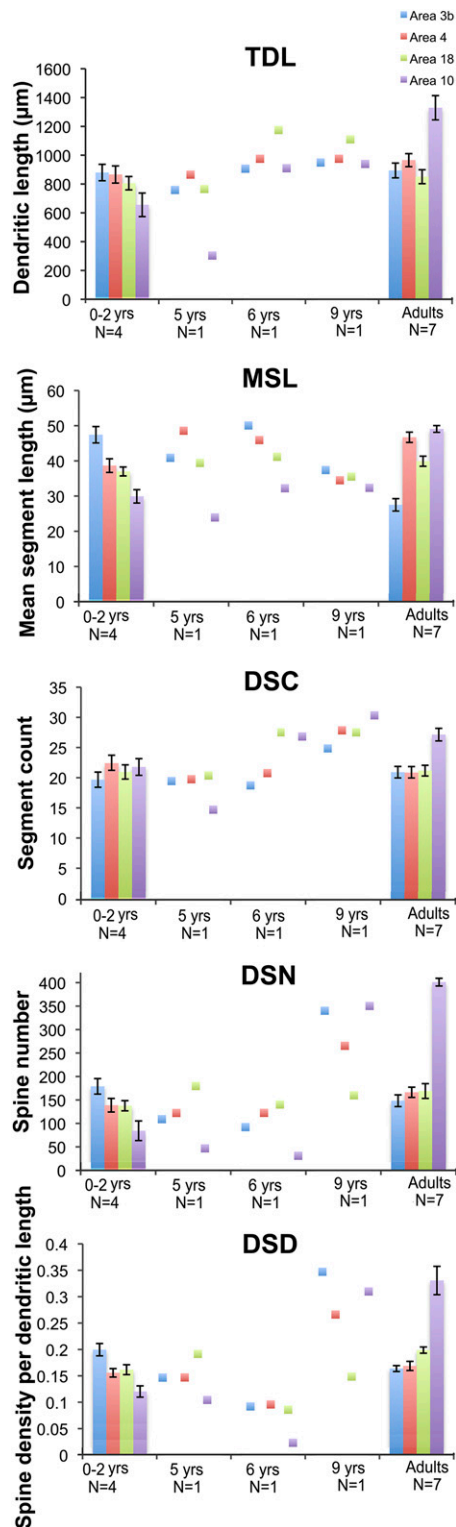 Area 3b
Area 4
Area 18
Area 10
TDL
Dendritic length (µm)
1600
1400
1200
1000
800
600
400
200
0
0-2 yrs 5 yrs 6 yrs 9 yrs Adults
N=4 N=1 N=1 N=1 N=7
MSL
Mean segment length (µm)
60
50
40
30
20
10
0
0-2 yrs 5 yrs 6 yrs 9 yrs Adults
N=4 N=1 N=1 N=1 N=7
DSC
Segment count
35
30
25
20
15
10
5
0
0-2 yrs 5 yrs 6 yrs 9 yrs Adults
N=4 N=1 N=1 N=1 N=7
DSN
Spine number
400
350
300
250
200
150
100
50
0
0-2 yrs 5 yrs 6 yrs 9 yrs Adults
N=4 N=1 N=1 N=1 N=7
DSD
Spine density per dendritic length
0.4
0.35
0.3
0.25
0.2
0.15
0.1
0.05
0
0-2 yrs 5 yrs 6 yrs 9 yrs Adults
N=4 N=1 N=1 N=1 N=7